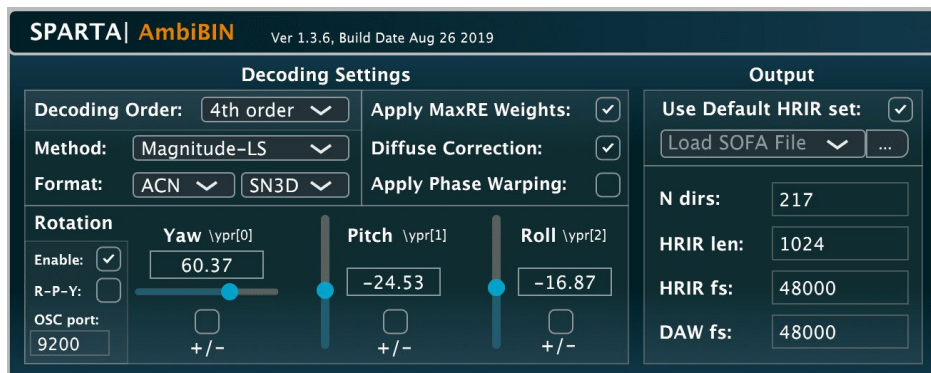 SPARTA| AmbiBIN Ver 1.3.6, Build Date Aug 26 2019
Decoding Settings
Decoding Order: 4th order
Apply MaxRE Weights:
Method: Magnitude-LS
Diffuse Correction:
Format: ACN SN3D
Apply Phase Warping:
Rotation
Enable:
R-P-Y:
OSC port:
9200
Yaw \ypr[0]
60.37
+/-
Pitch \ypr[1]
-24.53
+/-
Roll \ypr[2]
-16.87
+/-
Output
Use Default HRIR set:
Load SOFA File ...
N dirs: 217
HRIR len: 1024
HRIR fs: 48000
DAW fs: 48000